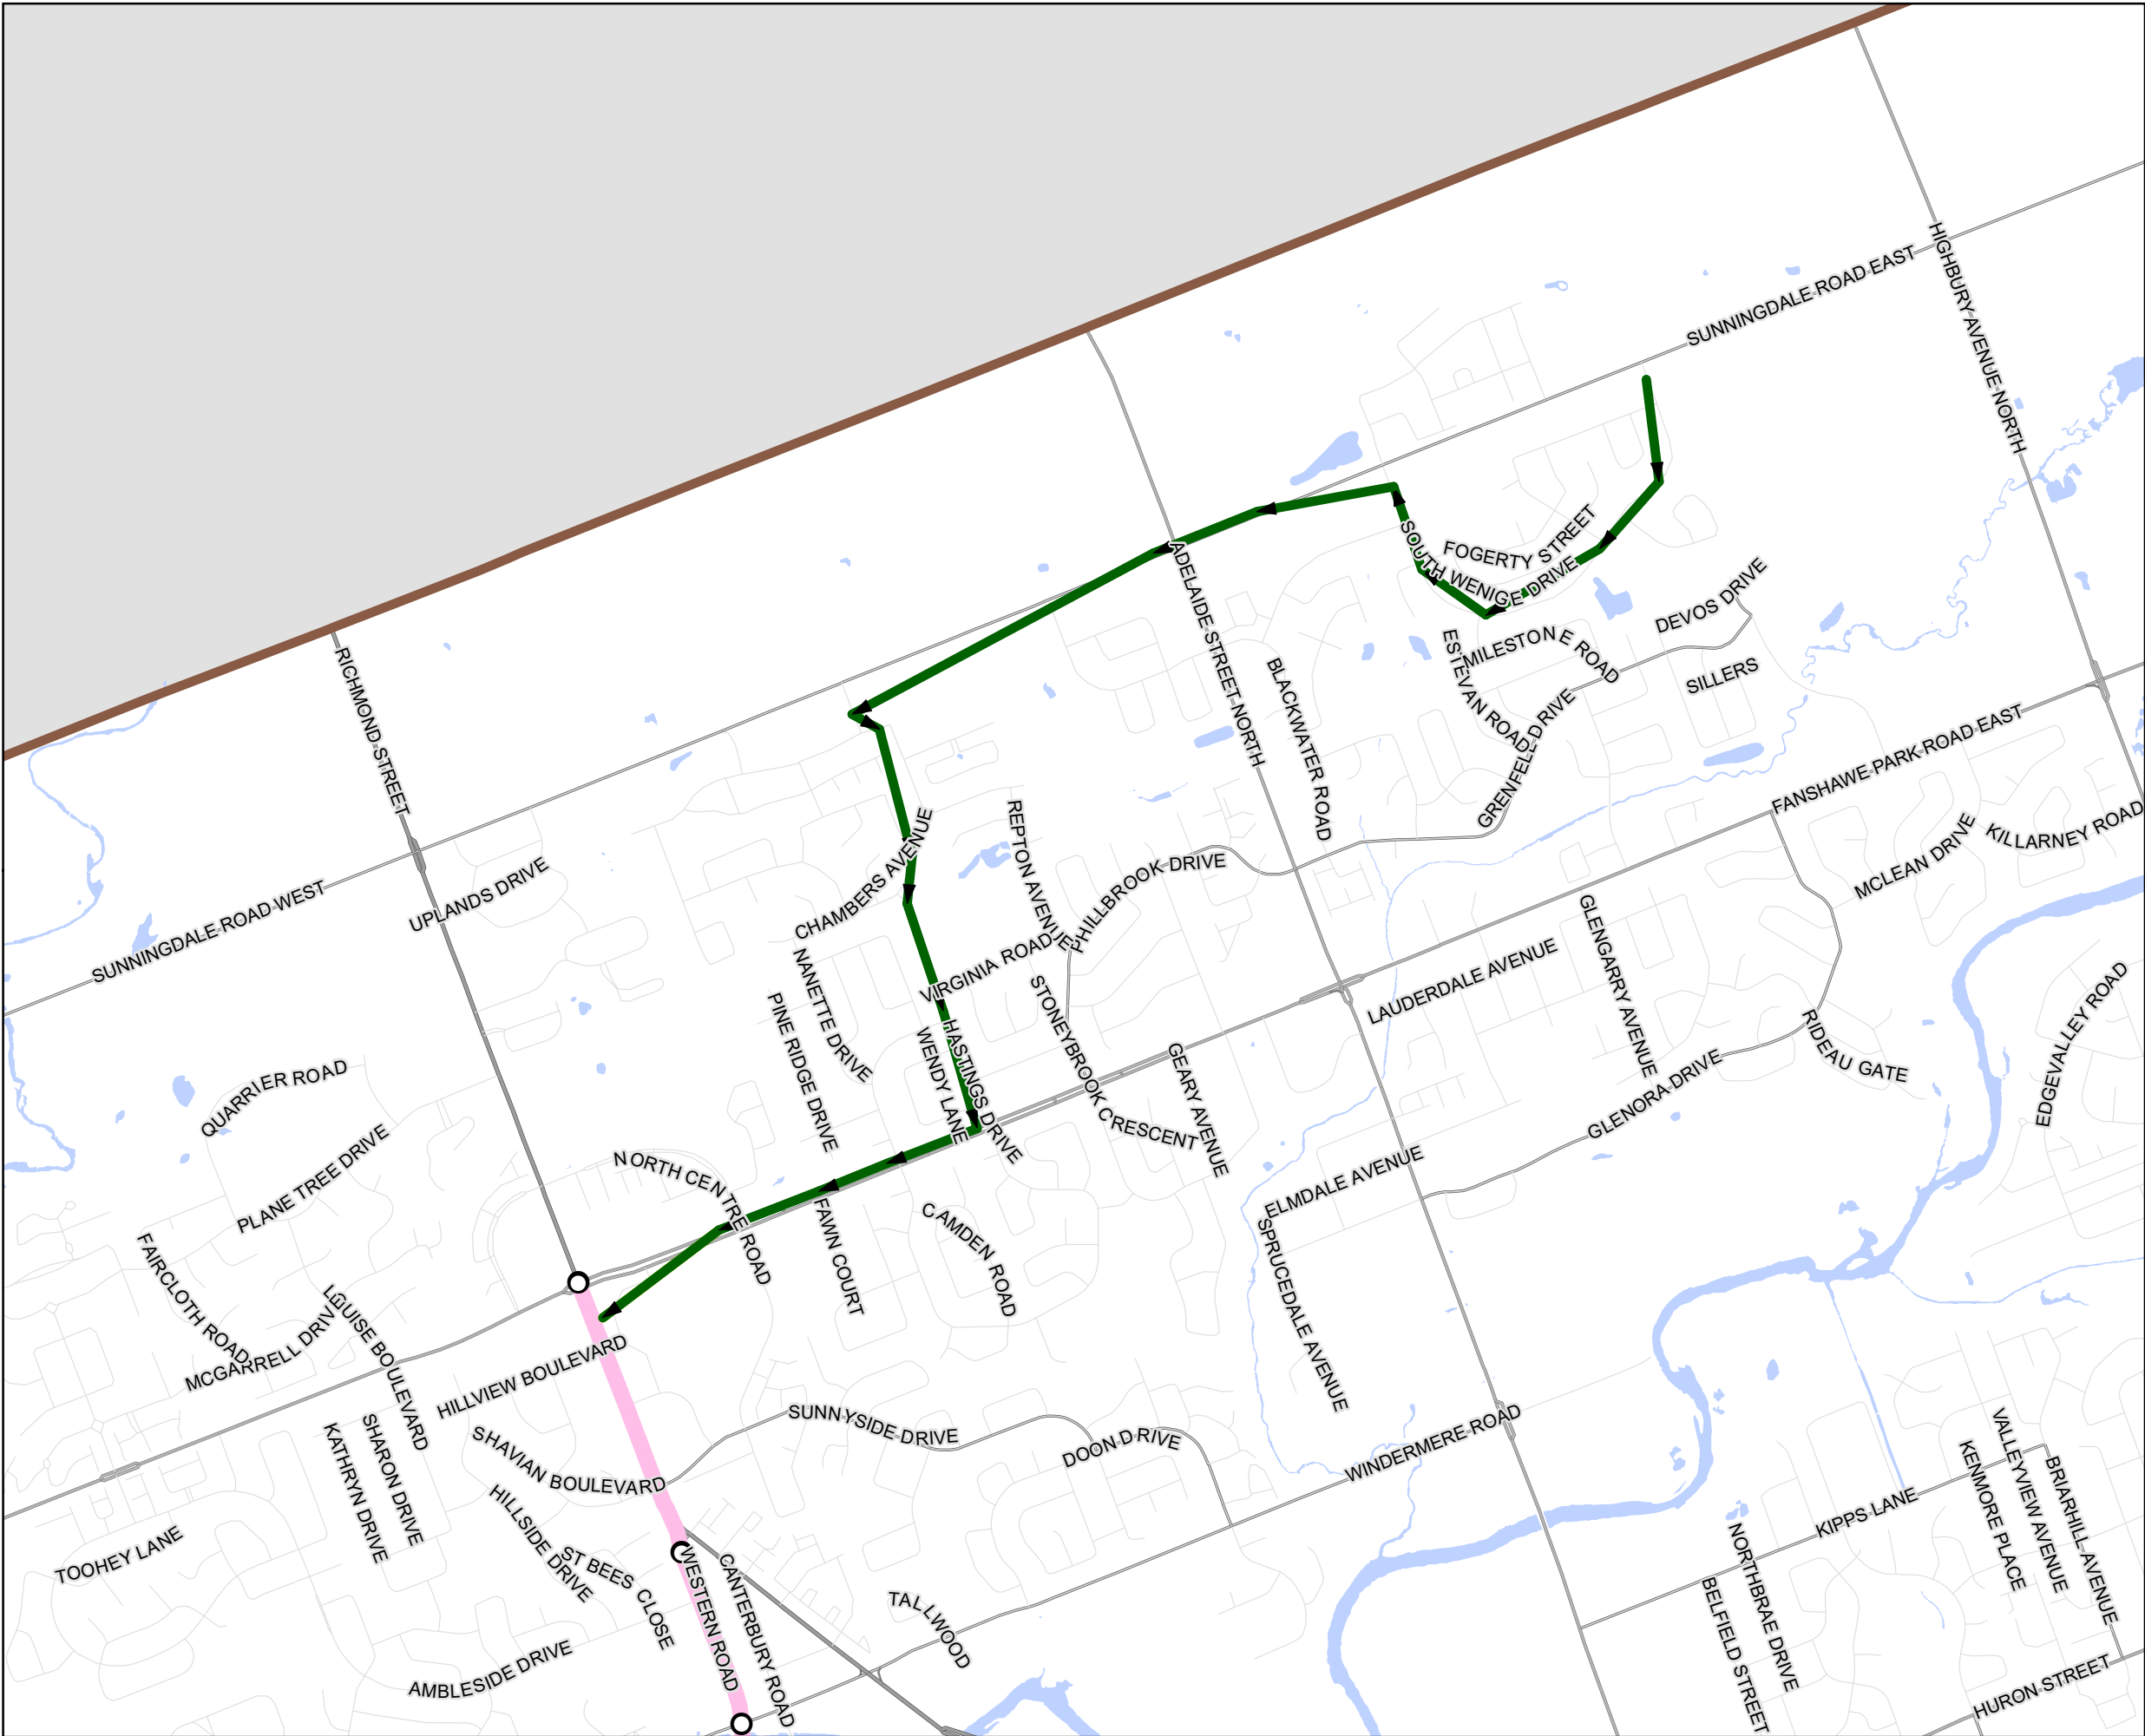 HIGHBURY AVENUE NORTH
SUNNINGDALE ROAD EAST
FOGERTY STREET
SOUTH WENIGE DRIVE
ADELAIDE STREET NORTH
DEVOS DRIVE
MILESTONE ROAD
ESTEVAN ROAD
SILLERS
RICHMOND STREET
BLACKWATER ROAD
GRENFELL DRIVE
FANSHAWE PARK ROAD EAST
CHAMBERS AVENUE
REPTON AVENUE
PHILLBROOK DRIVE
MCLEAN DRIVE
KILLARNEY ROAD
UPLANDS DRIVE
SUNNINGDALE ROAD WEST
VIRGINIA ROAD
NANETTE DRIVE
PINE RIDGE DRIVE
STONEYBROOK CRESCENT
LAUDERDALE AVENUE
GLENGARRY AVENUE
HASTINGS DRIVE
WENDY LANE
GEARY AVENUE
RIDEAU GATE
EDGEVALLEY ROAD
GLENORA DRIVE
QUARRIER ROAD
PLANE TREE DRIVE
NORTH CENTRE ROAD
FAWN COURT
CAMDEN ROAD
ELMDALE AVENUE
SPRUCEDALE AVENUE
FAIRCLOTH ROAD
MCGARRELL DRIVE
LOUISE BOULEVARD
HILLVIEW BOULEVARD
SHARON DRIVE
KATHRYN DRIVE
SHAVIAN BOULEVARD
SUNNYSIDE DRIVE
DOON DRIVE
WINDERMERE ROAD
HILLSIDE DRIVE
ST BEES CLOSE
WESTERN ROAD
CANTERBURY ROAD
TALLWOOD
TOOHEY LANE
AMBLESIDE DRIVE
KIPPS LANE
KENMORE PLACE
VALLEYVIEW AVENUE
BRIARHILL AVENUE
NORTHBRAE DRIVE
BELFIELD STREET
HURON STREET